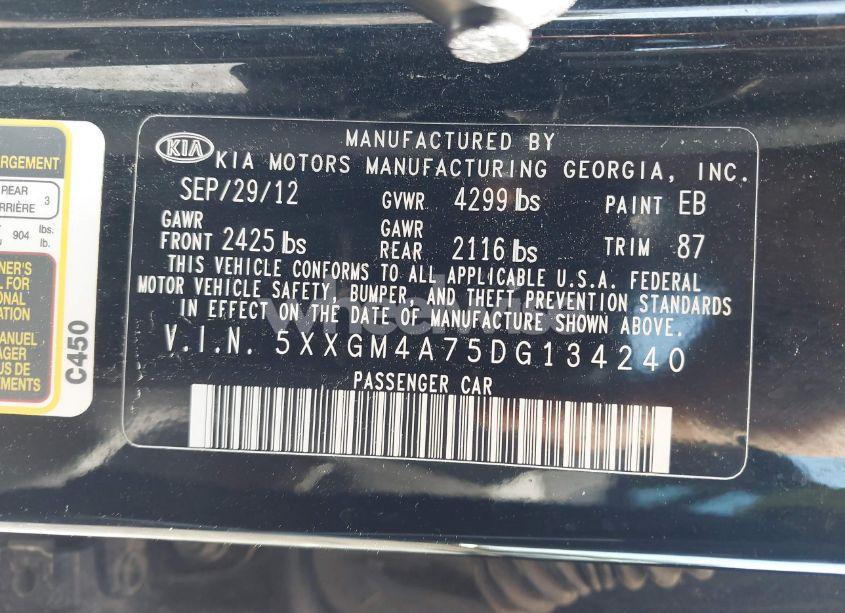 MANUFACTURED BY
KIA KIA MOTORS MANUFACTURING GEORGIA, INC.
SEP/29/12 GVWR 4299 lbs PAINT EB
GAWR FRONT 2425 lbs GAWR REAR 2116 lbs TRIM 87
THIS VEHICLE CONFORMS TO ALL APPLICABLE U.S.A. FEDERAL
MOTOR VEHICLE SAFETY, BUMPER, AND THEFT PREVENTION STANDARDS
IN EFFECT ON THE DATE OF MANUFACTURE SHOWN ABOVE.
V.I.N. 5XXGM4A75DG134240
PASSENGER CAR
ARGEMENT
REAR 3
904 lbs.
lb.
C450